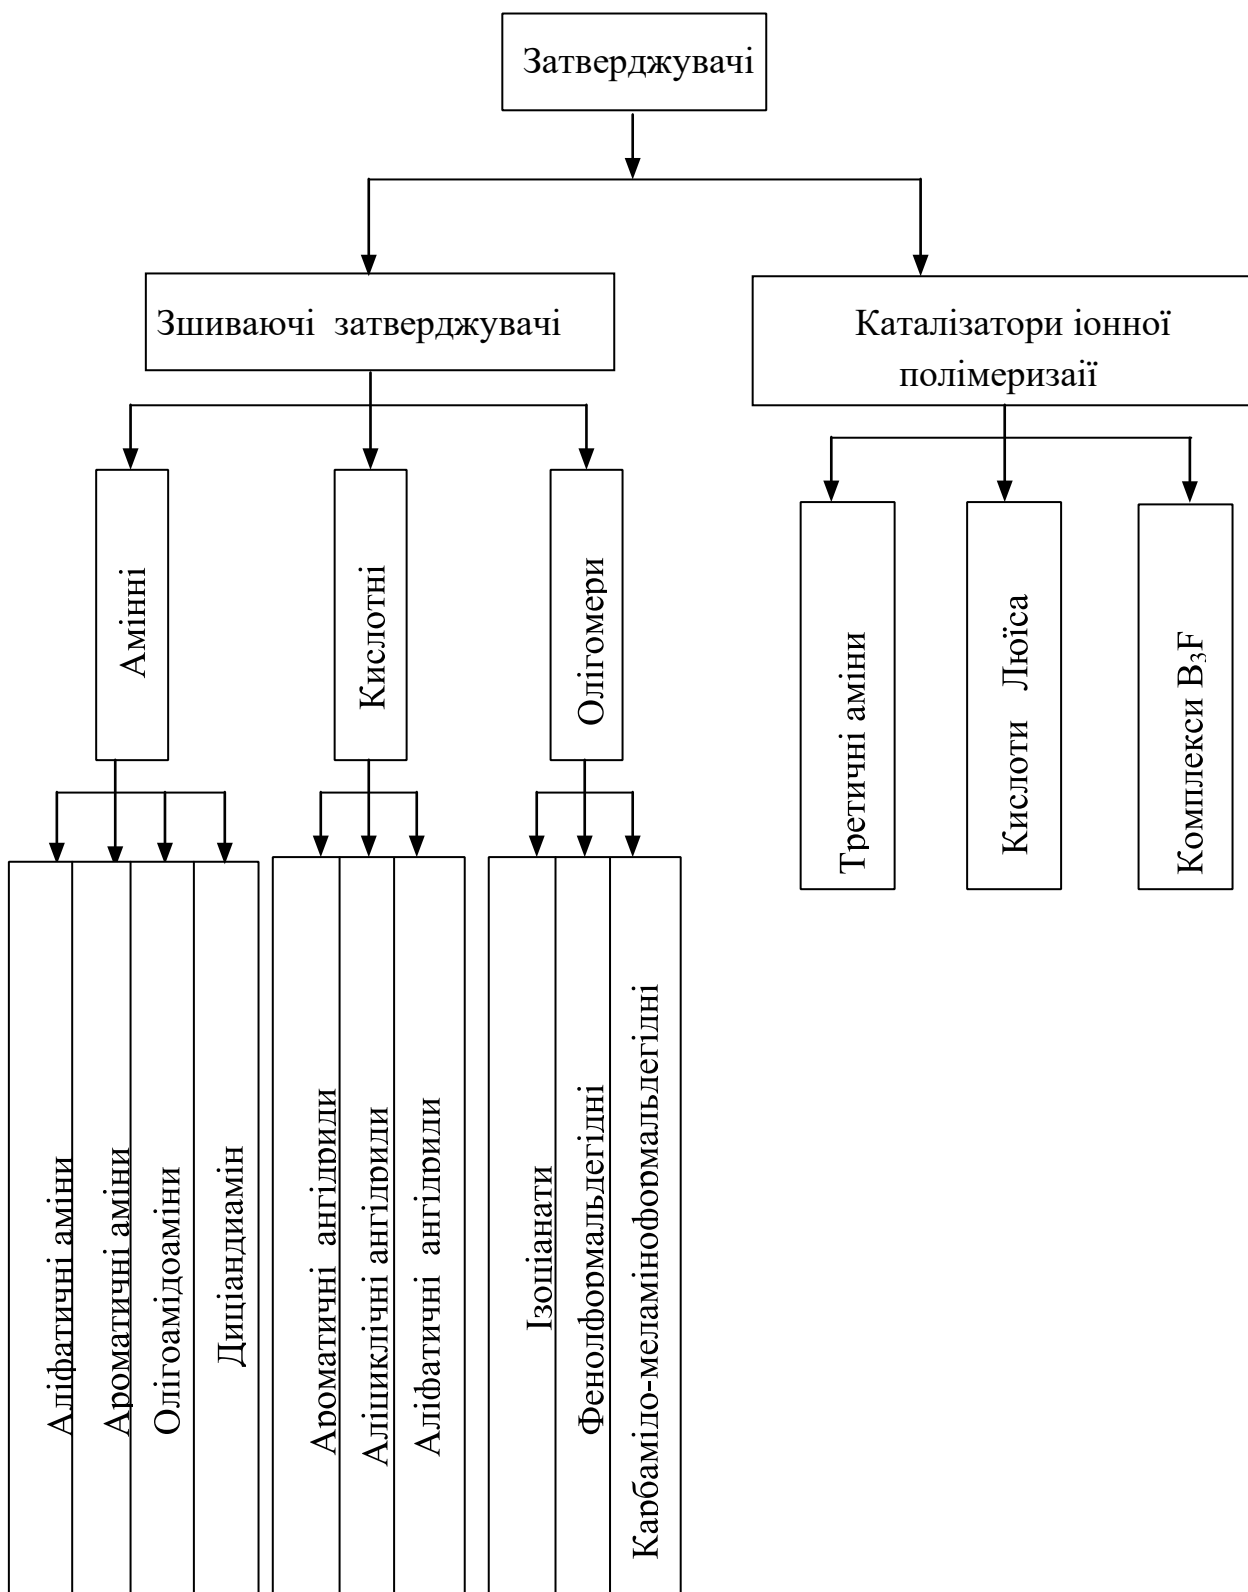 Затверджувачі
Зшиваючі затверджувачі
Каталізатори іонної
полімеризаії
Амінні
Кислотні
Олігомери
Третичні аміни
Кислоти Люїса
Комплекси B₃F
Аліфатичні аміни
Ароматичні аміни
Олігоамідоаміни
Диціандиамін
Ароматичні ангідриди
Аліциклічні ангідриди
Аліфатичні ангідриди
Ізоціанати
Фенолформальдегідні
Карбамідо-меламіноформальдегідні